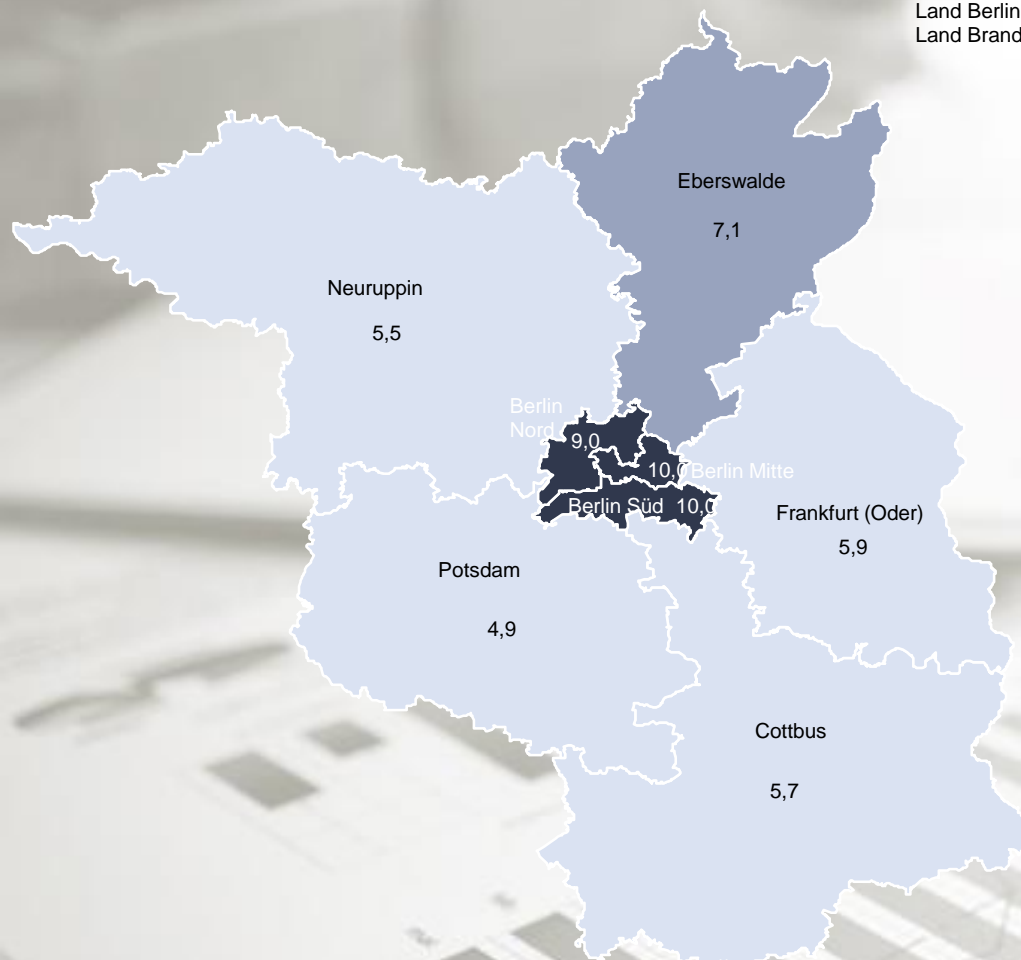 Land Berlin
Land Brand
Eberswalde
7,1
Neuruppin
5,5
Berlin
Nord
9,0
10,0
Berlin Mitte
Berlin Süd 10,0
Frankfurt (Oder)
5,9
Potsdam
4,9
Cottbus
5,7